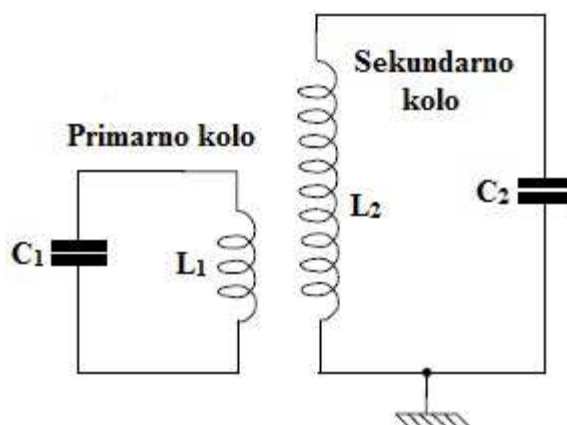 Sekundarno
kolo
Primarno kolo
C₁
L₁
L₂
C₂